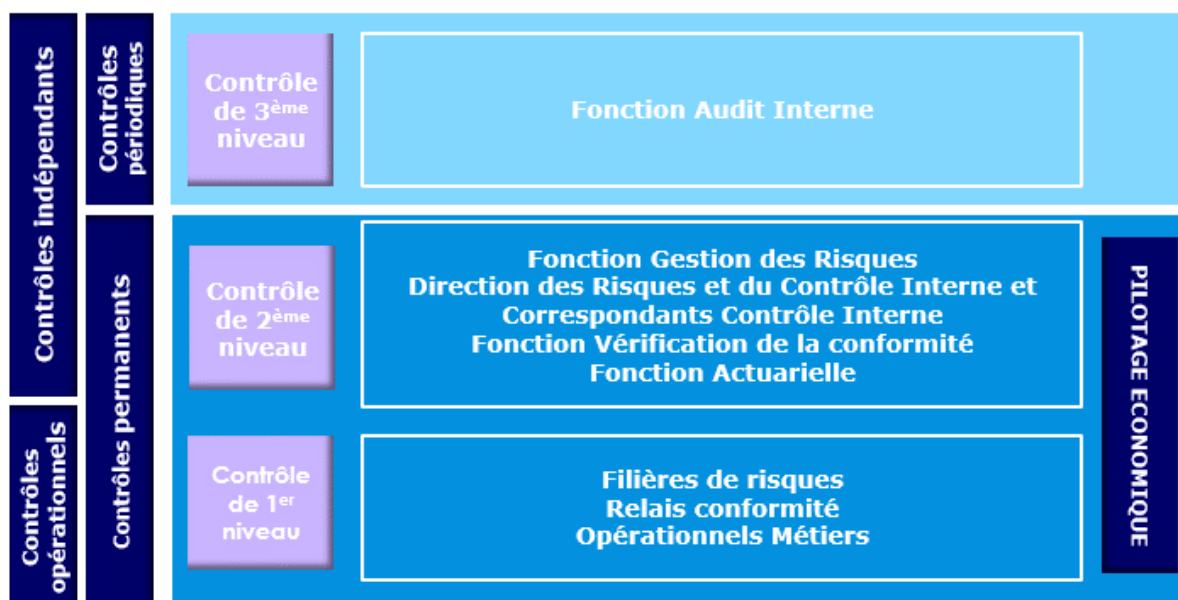 Contrôles indépendants
Contrôles
périodiques
Contrôle
de 3ème
niveau
Fonction Audit Interne
Contrôles permanents
Contrôle
de 2ème
niveau
Fonction Gestion des Risques
Direction des Risques et du Contrôle Interne et
Correspondants Contrôle Interne
Fonction Vérification de la conformité
Fonction Actuarielle
PILOTAGE ECONOMIQUE
Contrôles
opérationnels
Contrôle
de 1er
niveau
Filières de risques
Relais conformité
Opérationnels Métiers